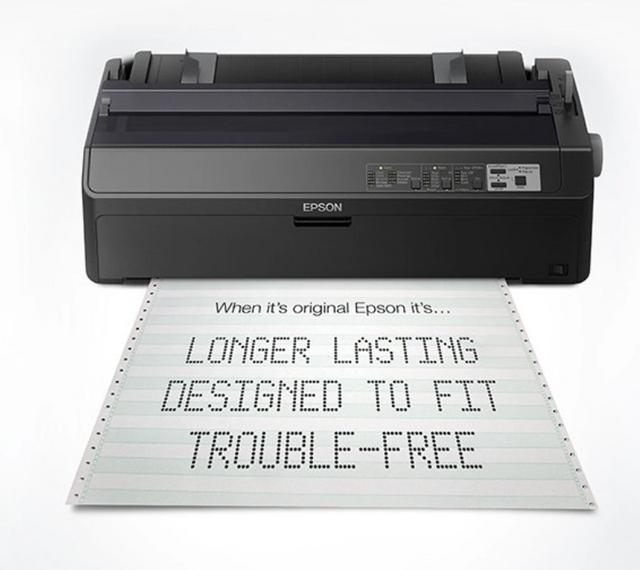 EPSON
When it's original Epson it's...
LONGER LASTING
DESIGNED TO FIT
TROUBLE-FREE